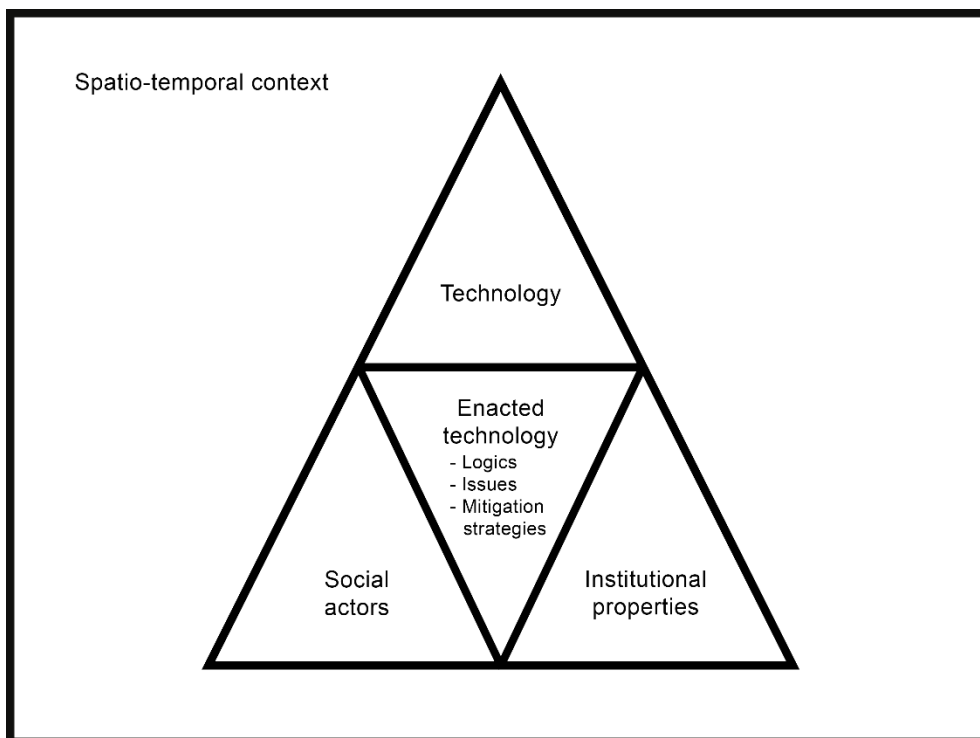 Spatio-temporal context
Technology
Enacted
technology
- Logics
- Issues
- Mitigation
strategies
Social
actors
Institutional
properties